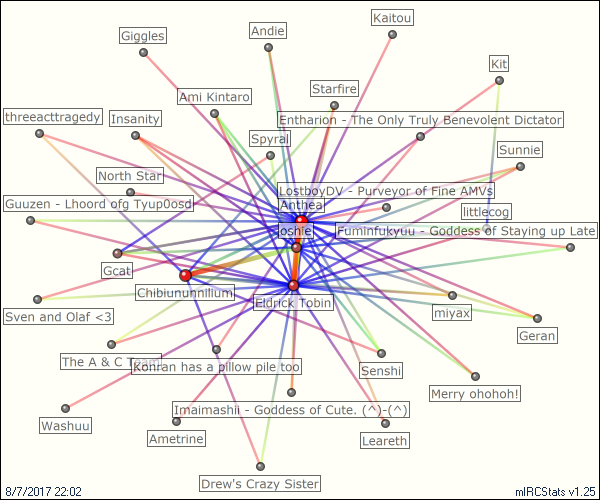 Kaitou
Andie
Giggles
Kit
Starfire
Ami Kintaro
threeacttragedy
Insanity
Entharion - The Only Truly Benevolent Dictator
Spyral
Sunnie
North Star
LostboyDV - Purveyor of Fine AMVs
Guuzen - Lhoord ofg Tyuposd
Anthea
littlecog
Joshie
Fuminfukyuu - Goddess of Staying up Late
Gcat
Chibiununnilium
Eldrick Tobin
Sven and Olaf <3
miyax
Geran
The A & C Team
Konran has a pillow pile too
Senshi
Merry ohohoh!
Imaimashii - Goddess of Cute. (^)-(^)
Washuu
Ametrine
Leareth
Drew's Crazy Sister
8/7/2017 22:02
mIRCStats v1.25